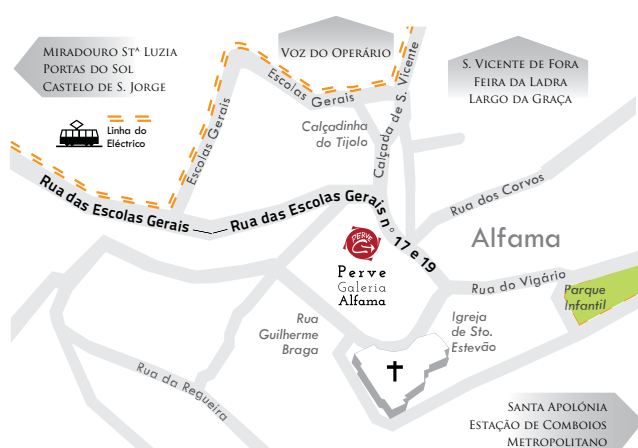 Miradouro Stª Luzia
Portas do Sol
Castelo de S. Jorge
Voz do Operário
S. Vicente de Fora
Feira da Ladra
Largo da Graça
Linha do
Eléctrico
Escolas Gerais
Escolas Gerais
Calçada de S. Vicente
Calçadinha
do Tijolo
Rua das Escolas Gerais
Rua das Escolas Gerais nº 17 e 19
Rua dos Corvos
Alfama
PERVE
Perve
Galeria
Alfama
Rua do Vigário
Parque
Infantil
Rua
Guilherme
Braga
Igreja
de Sto.
Estevão
Rua da Regueira
Santa Apolónia
Estação de Comboios
Metropolitano